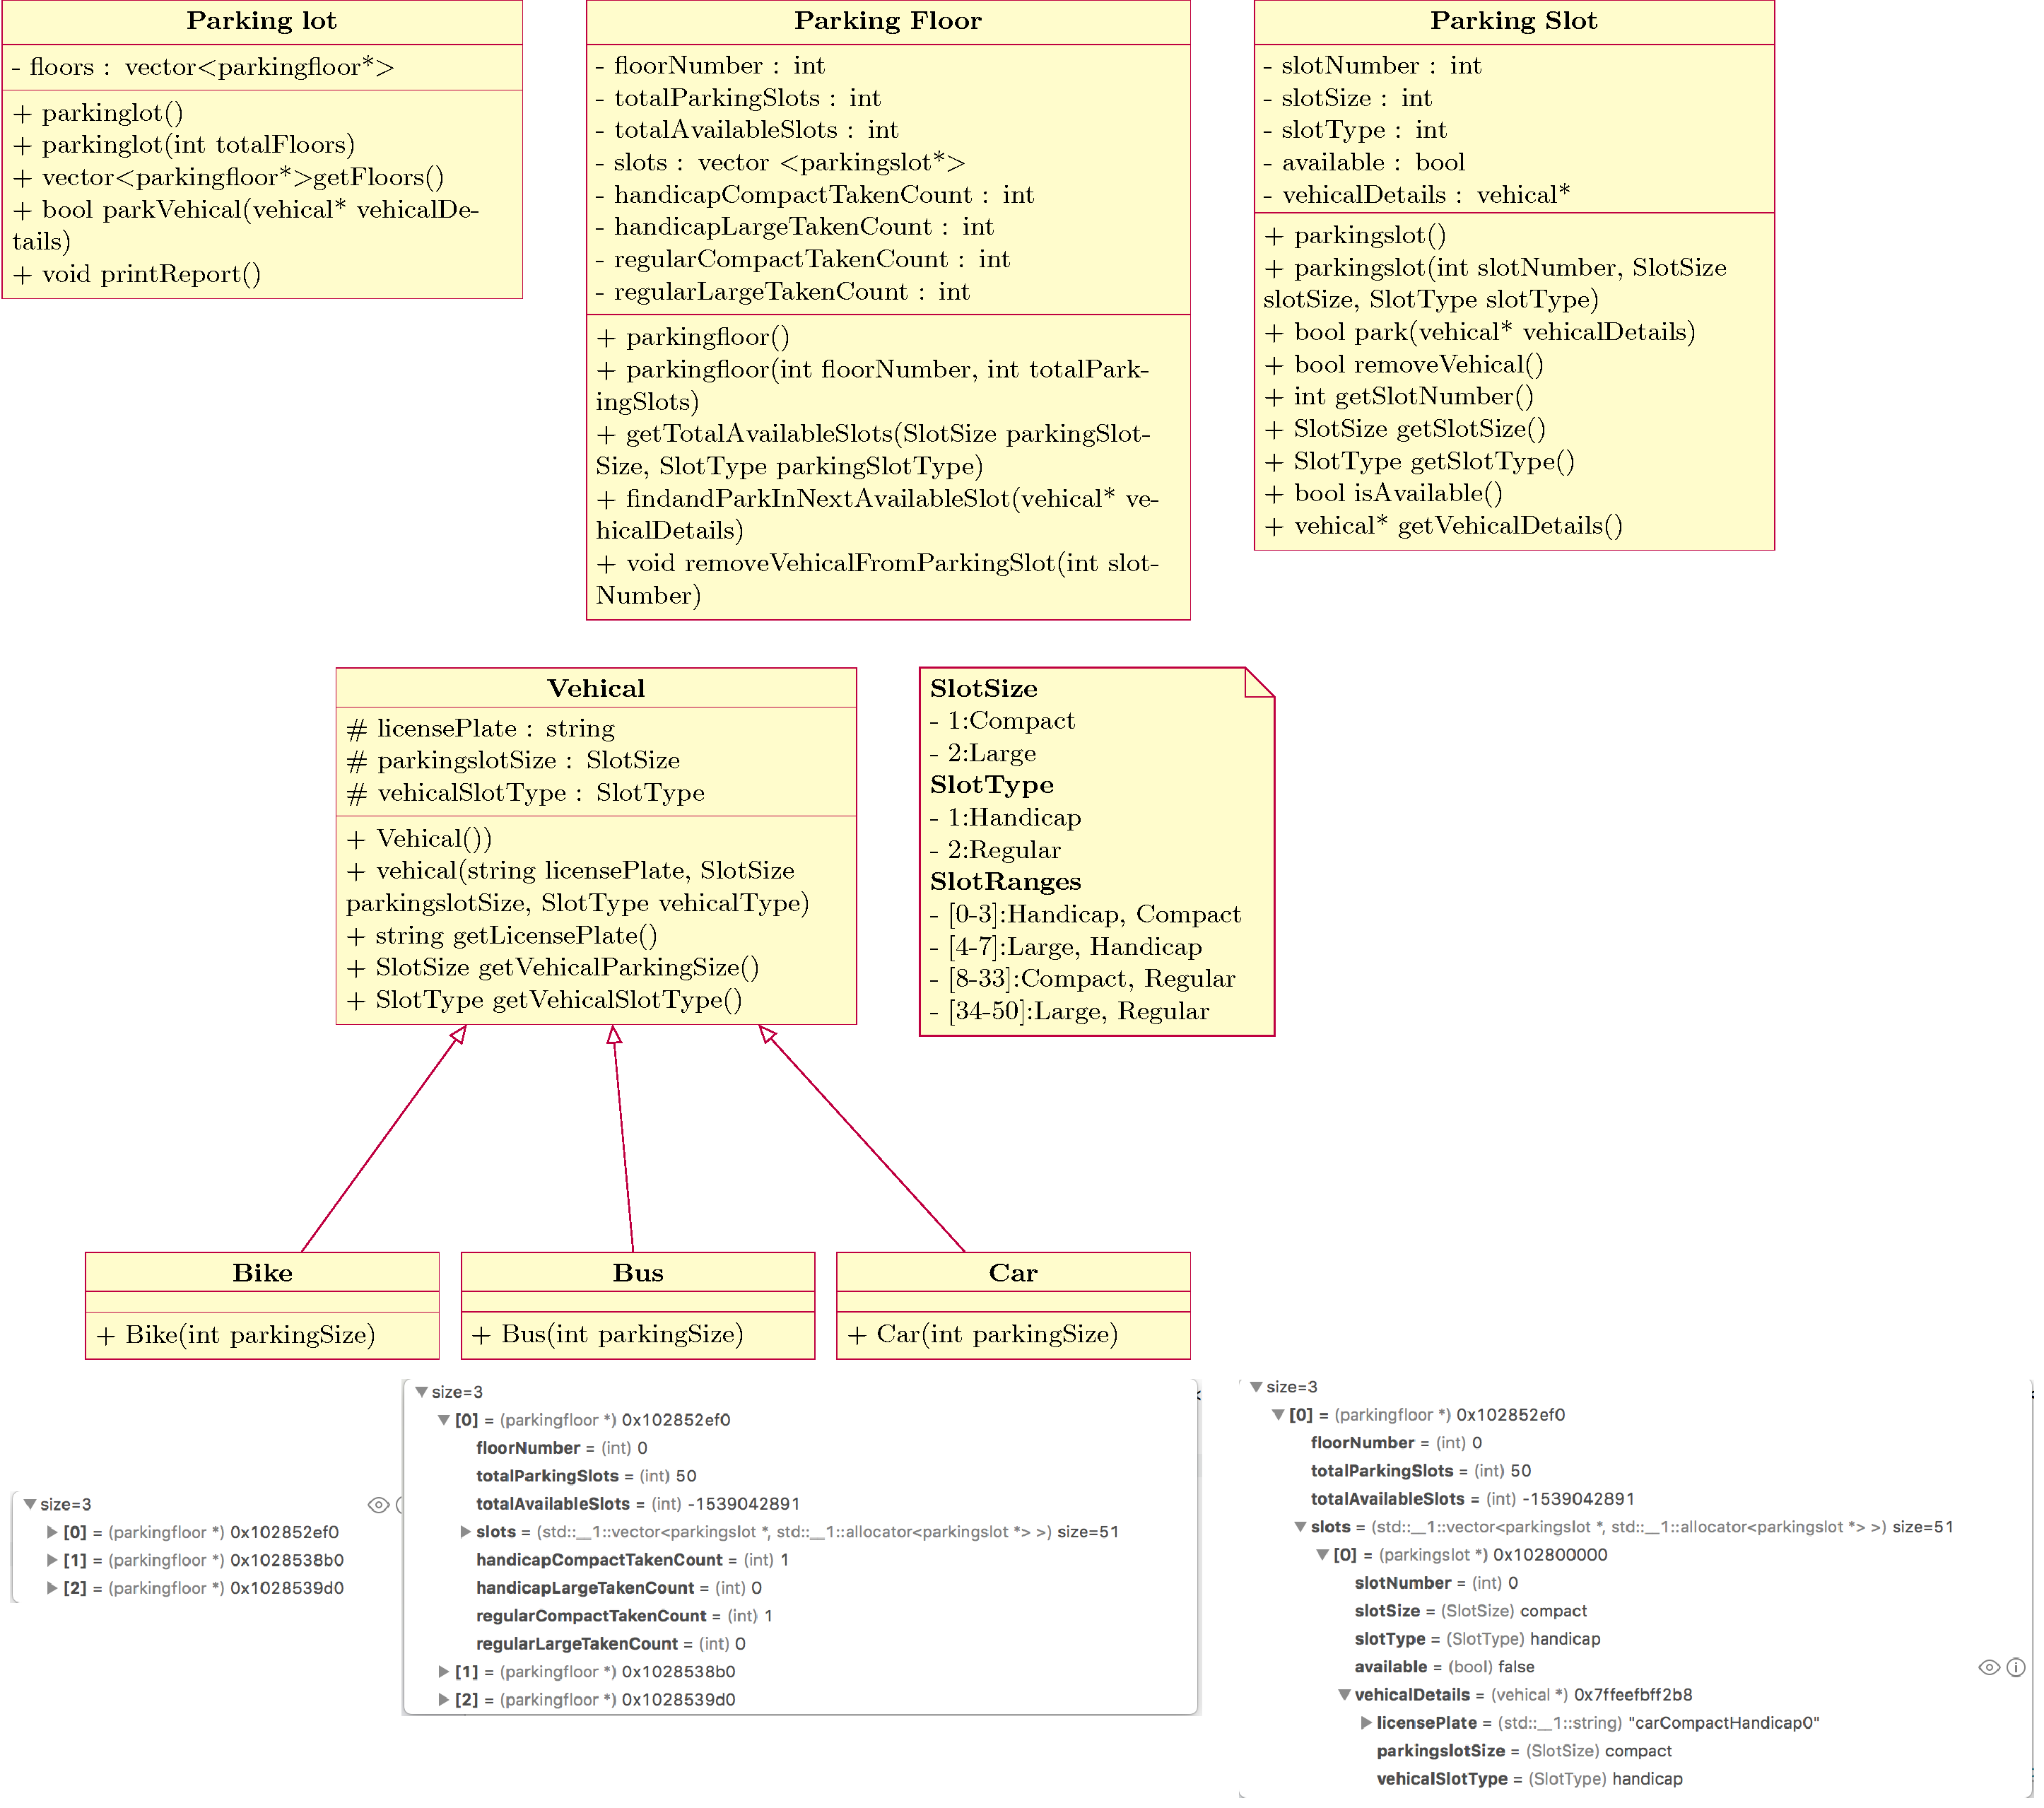 Parking lot
- floors : vector<parkingfloor*>
+ parkinglot()
+ parkinglot(int totalFloors)
+ vector<parkingfloor*>getFloors()
+ bool parkVehical(vehical* vehicalDe-
tails)
+ void printReport()
Parking Floor
- floorNumber : int
- totalParkingSlots : int
- totalAvailableSlots : int
- slots : vector <parkingslot*>
- handicapCompactTakenCount : int
- handicapLargeTakenCount : int
- regularCompactTakenCount : int
- regularLargeTakenCount : int
+ parkingfloor()
+ parkingfloor(int floorNumber, int totalPark-
ingSlots)
+ getTotalAvailableSlots(SlotSize parkingSlot-
Size, SlotType parkingSlotType)
+ findandParkInNextAvailableSlot(vehical* ve-
hicalDetails)
+ void removeVehicalFromParkingSlot(int slot-
Number)
Parking Slot
- slotNumber : int
- slotSize : int
- slotType : int
- available : bool
- vehicalDetails : vehical*
+ parkingslot()
+ parkingslot(int slotNumber, SlotSize
slotSize, SlotType slotType)
+ bool park(vehical* vehicalDetails)
+ bool removeVehical()
+ int getSlotNumber()
+ SlotSize getSlotSize()
+ SlotType getSlotType()
+ bool isAvailable()
+ vehical* getVehicalDetails()
Vehical
# licensePlate : string
# parkingslotSize : SlotSize
# vehicalSlotType : SlotType
+ Vehical())
+ vehical(string licensePlate, SlotSize
parkingslotSize, SlotType vehicalType)
+ string getLicensePlate()
+ SlotSize getVehicalParkingSize()
+ SlotType getVehicalSlotType()
SlotSize
- 1:Compact
- 2:Large
SlotType
- 1:Handicap
- 2:Regular
SlotRanges
- [0-3]:Handicap, Compact
- [4-7]:Large, Handicap
- [8-33]:Compact, Regular
- [34-50]:Large, Regular
Bike
+ Bike(int parkingSize)
Bus
+ Bus(int parkingSize)
Car
+ Car(int parkingSize)
size=3
[0] = (parkingfloor *) 0x102852ef0
[1] = (parkingfloor *) 0x1028538b0
[2] = (parkingfloor *) 0x1028539d0
size=3
[0] = (parkingfloor *) 0x102852ef0
floorNumber = (int) 0
totalParkingSlots = (int) 50
totalAvailableSlots = (int) -1539042891
slots = (std::__1::vector<parkingslot *, std::__1::allocator<parkingslot *> >) size=51
handicapCompactTakenCount = (int) 1
handicapLargeTakenCount = (int) 0
regularCompactTakenCount = (int) 1
regularLargeTakenCount = (int) 0
[1] = (parkingfloor *) 0x1028538b0
[2] = (parkingfloor *) 0x1028539d0
size=3
[0] = (parkingfloor *) 0x102852ef0
floorNumber = (int) 0
totalParkingSlots = (int) 50
totalAvailableSlots = (int) -1539042891
slots = (std::__1::vector<parkingslot *, std::__1::allocator<parkingslot *> >) size=51
[0] = (parkingslot *) 0x102800000
slotNumber = (int) 0
slotSize = (SlotSize) compact
slotType = (SlotType) handicap
available = (bool) false
vehicalDetails = (vehical *) 0x7ffeefbff2b8
licensePlate = (std::__1::string) "carCompactHandicap0"
parkingslotSize = (SlotSize) compact
vehicalSlotType = (SlotType) handicap